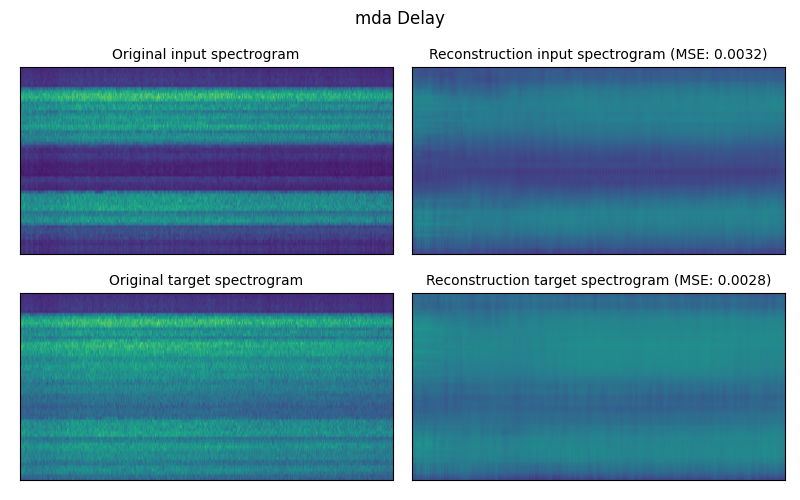 mda Delay
Original input spectrogram
Reconstruction input spectrogram (MSE: 0.0032)
Original target spectrogram
Reconstruction target spectrogram (MSE: 0.0028)